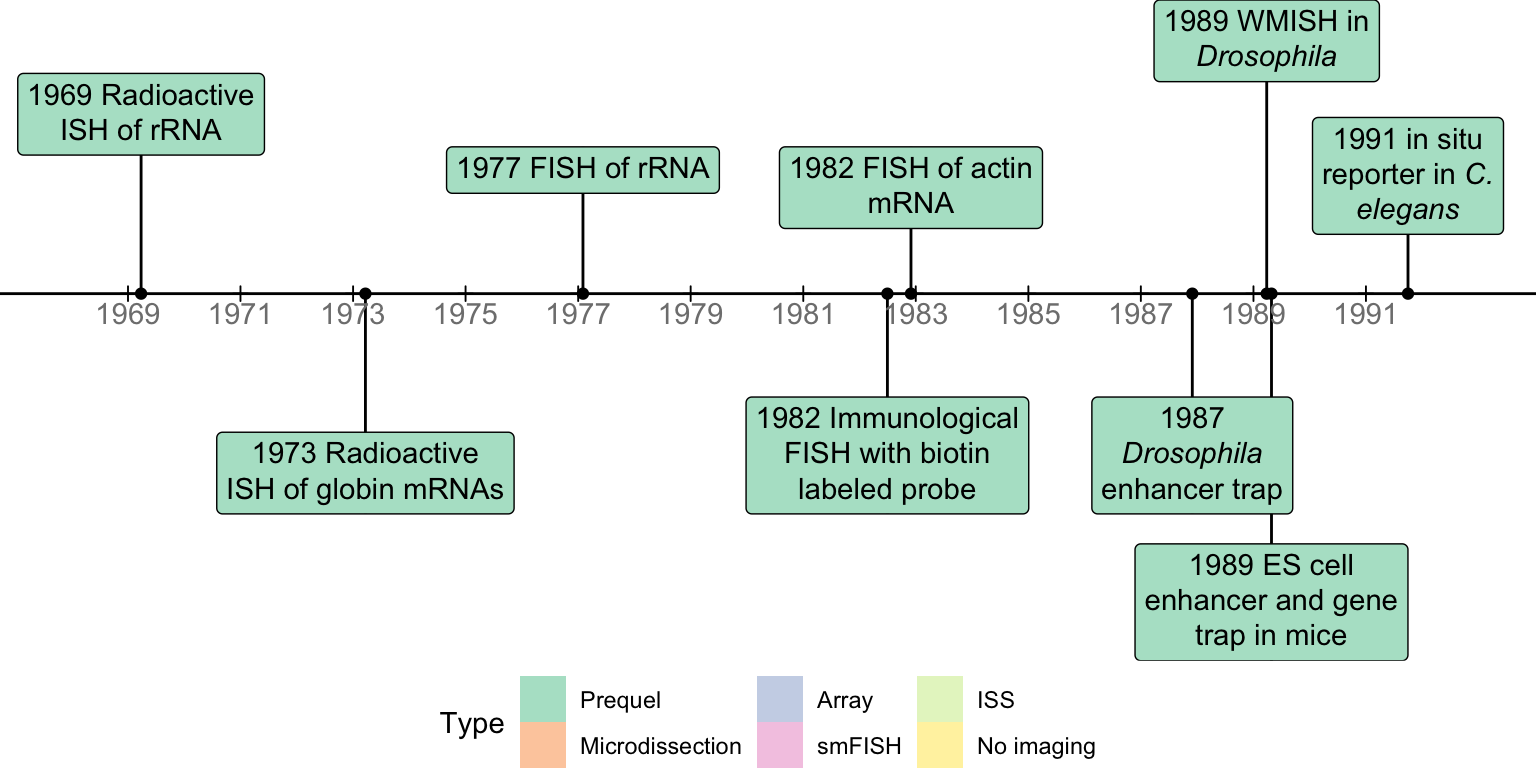 1989 WMISH in
Drosophila
1969 Radioactive
ISH of rRNA
1991 in situ
reporter in C.
elegans
1977 FISH of rRNA
1982 FISH of actin
mRNA
1969 1971 1973 1975 1977 1979 1981 1983 1985 1987 1989 1991
1973 Radioactive
ISH of globin mRNAs
1982 Immunological
FISH with biotin
labeled probe
1987
Drosophila
enhancer trap
1989 ES cell
enhancer and gene
trap in mice
Type
Prequel
Microdissection
Array
smFISH
ISS
No imaging